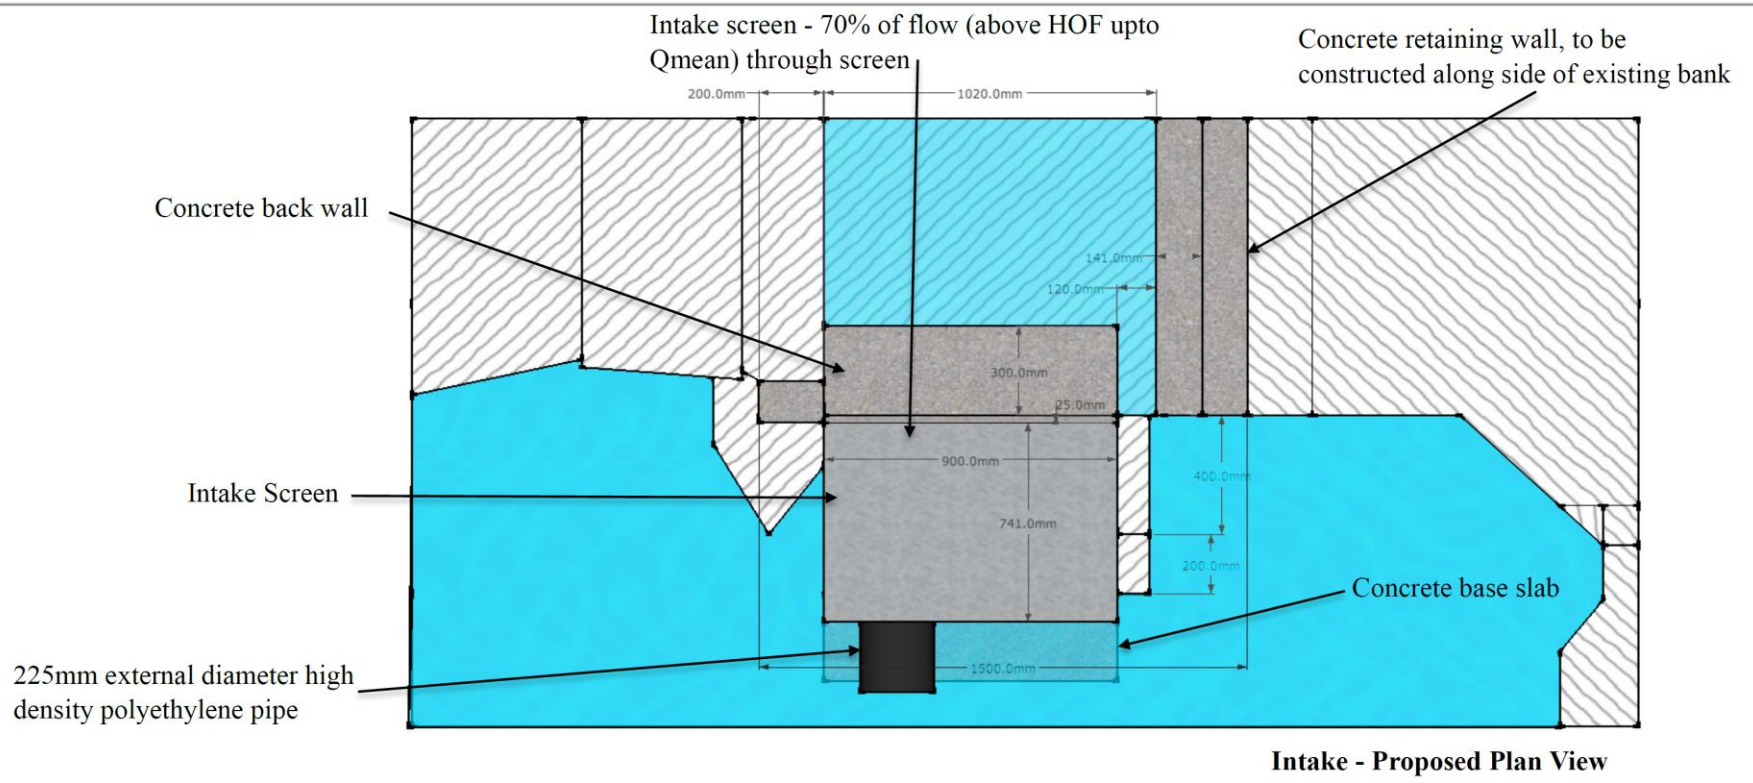 Intake screen - 70% of flow (above HOF upto
Qmean) through screen
Concrete retaining wall, to be
constructed along side of existing bank
200.0mm
1020.0mm
Concrete back wall
141.0mm
120.0mm
300.0mm
25.0mm
900.0mm
400.0mm
Intake Screen
741.0mm
200.0mm
Concrete base slab
1500.0mm
225mm external diameter high
density polyethylene pipe
Intake - Proposed Plan View